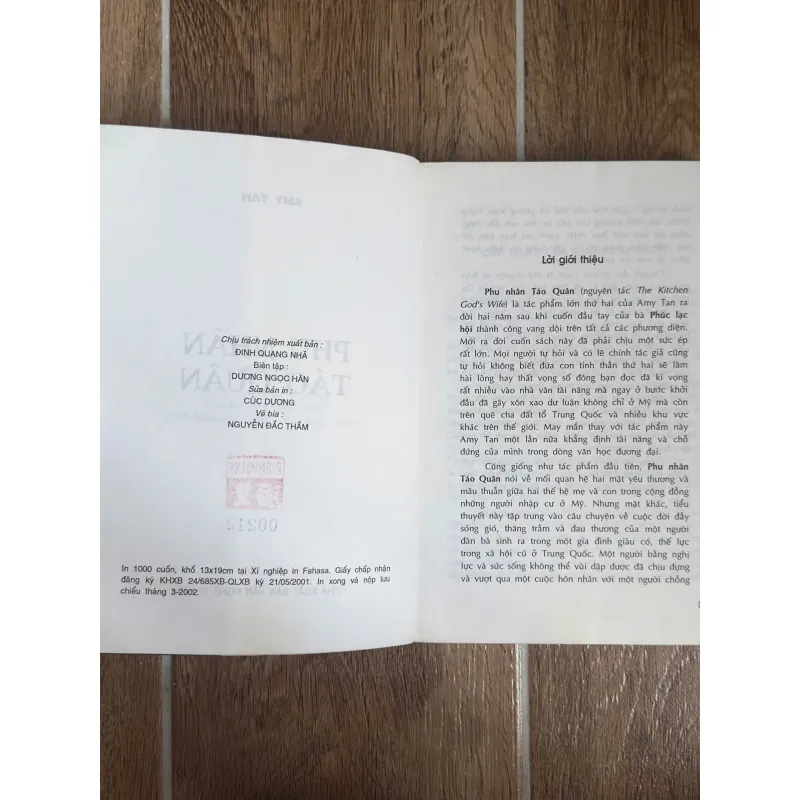 Chịu trách nhiệm xuất bản :
ĐINH QUANG NHÃ
Biên tập :
DƯƠNG NGỌC HÂN
Sửa bản in :
CÚC DƯƠNG
Vẽ bìa :
NGUYỄN ĐẮC THẮM
00212
In 1000 cuốn, khổ 13x19cm tại Xí nghiệp in Fahasa. Giấy chấp nhận
đăng ký KHXB 24/685XB-QLXB ký 21/05/2001. In xong và nộp lưu
chiểu tháng 3-2002.
Lời giới thiệu
Phu nhân Táo Quân (nguyên tác The Kitchen
God's Wife) là tác phẩm lớn thứ hai của Amy Tan ra
đời hai năm sau khi cuốn đầu tay của bà Phúc lạc
hội thành công vang dội trên tất cả các phương diện.
Mới ra đời cuốn sách này đã phải chịu một sức ép
rất lớn. Mọi người tự hỏi và có lẽ chính tác giả cũng
tự hỏi không biết đứa con tinh thần thứ hai sẽ làm
hài lòng hay thất vọng số đông bạn đọc đã kì vọng
rất nhiều vào nhà văn tài năng mà ngay ở bước khởi
đầu đã gây xôn xao dư luận không chỉ ở Mỹ mà còn
trên quê cha đất tổ Trung Quốc và nhiều khu vực
khác trên thế giới. May mắn thay với tác phẩm này
Amy Tan một lần nữa khẳng định tài năng và chỗ
đứng của mình trong dòng văn học đương đại.
Cũng giống như tác phẩm đầu tiên, Phu nhân
Táo Quân nói về mối quan hệ hai mặt yêu thương và
mâu thuẫn giữa hai thế hệ mẹ và con trong cộng đồng
những người nhập cư ở Mỹ. Nhưng mặt khác, tiểu
thuyết này tập trung vào câu chuyện về cuộc đời đầy
sóng gió, thăng trầm và đau thương của một người
đàn bà sinh ra trong một gia đình giàu có, thế lực
trong xã hội cũ ở Trung Quốc. Một người bằng nghị
lực và sức sống không thể vùi dập được đã chịu đựng
và vượt qua một cuộc hôn nhân với một người chồng